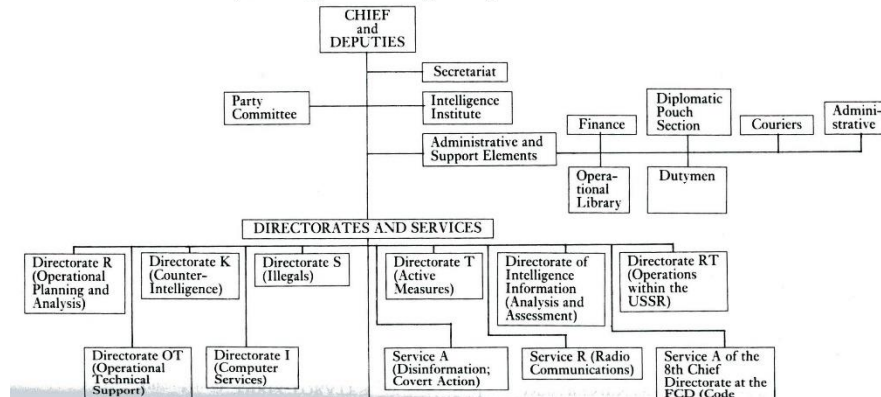 CHIEF
and
DEPUTIES
Secretariat
Party
Committee
Intelligence
Institute
Administrative and
Support Elements
Finance
Diplomatic
Pouch
Section
Couriers
Admini-
strative
Opera-
tional
Library
Dutymen
DIRECTORATES AND SERVICES
Directorate R
(Operational
Planning and
Analysis)
Directorate K
(Counter-
Intelligence)
Directorate S
(Illegals)
Directorate T
(Active
Measures)
Directorate of
Intelligence
Information
(Analysis and
Assessment)
Directorate RT
(Operations
within the
USSR)
Directorate OT
(Operational
Technical
Support)
Directorate I
(Computer
Services)
Service A
(Disinformation;
Covert Action)
Service R (Radio
Communications)
Service A of the
8th Chief
Directorate at the
FCD (Code